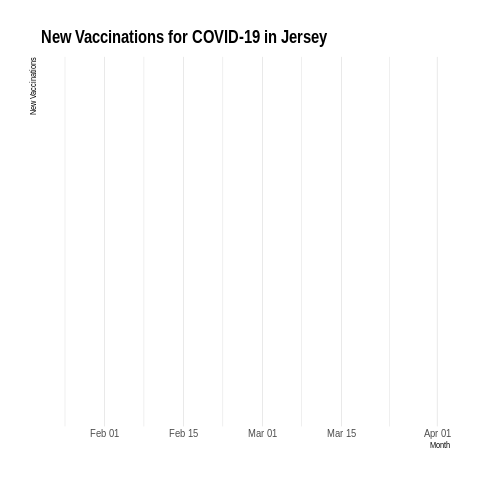 New Vaccinations for COVID-19 in Jersey
New Vaccinations
Feb 01 Feb 15 Mar 01 Mar 15 Apr 01
Month